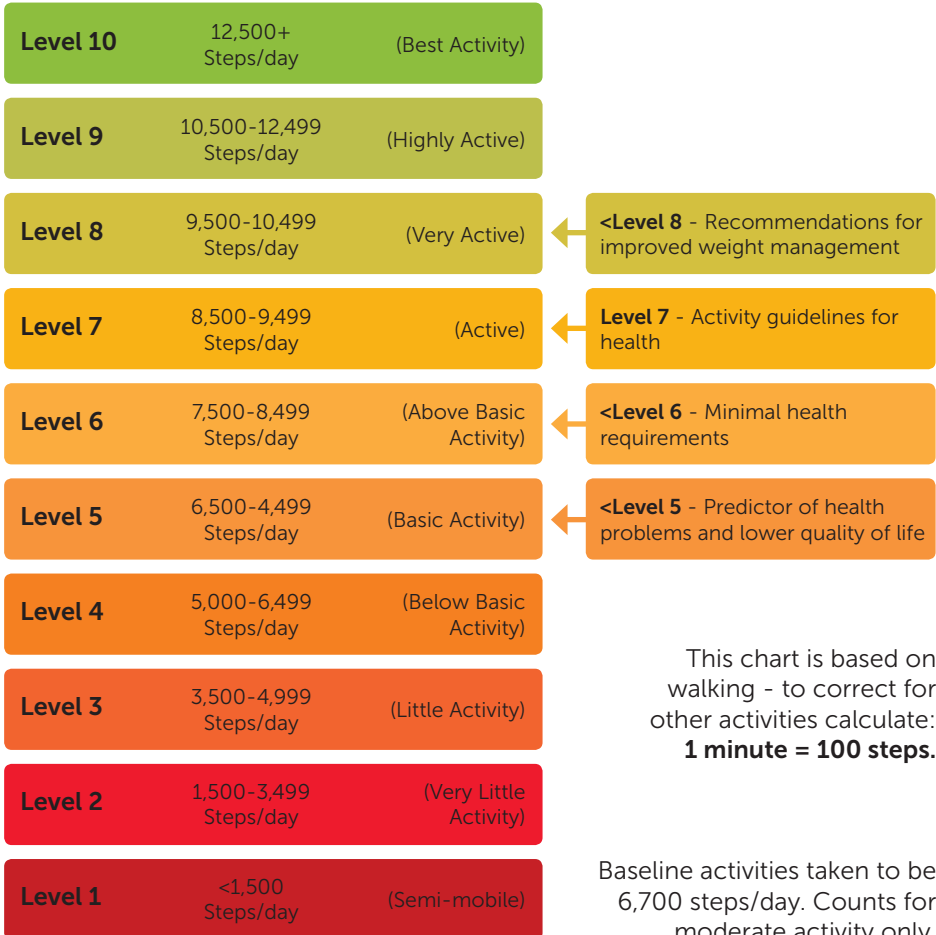 Level 10 12,500+ Steps/day (Best Activity)
Level 9 10,500-12,499 Steps/day (Highly Active)
Level 8 9,500-10,499 Steps/day (Very Active)
<Level 8 - Recommendations for
improved weight management
Level 7 8,500-9,499 Steps/day (Active)
Level 7 - Activity guidelines for
health
Level 6 7,500-8,499 Steps/day (Above Basic Activity)
<Level 6 - Minimal health
requirements
Level 5 6,500-4,499 Steps/day (Basic Activity)
<Level 5 - Predictor of health
problems and lower quality of life
Level 4 5,000-6,499 Steps/day (Below Basic Activity)
Level 3 3,500-4,999 Steps/day (Little Activity)
Level 2 1,500-3,499 Steps/day (Very Little Activity)
Level 1 <1,500 Steps/day (Semi-mobile)
This chart is based on
walking - to correct for
other activities calculate:
1 minute = 100 steps.
Baseline activities taken to be
6,700 steps/day. Counts for
moderate activity only.